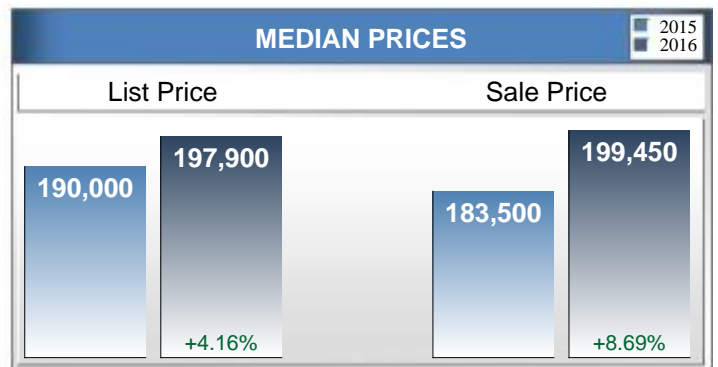 MEDIAN PRICES
2015
2016
List Price
Sale Price
190,000
197,900
+4.16%
183,500
199,450
+8.69%